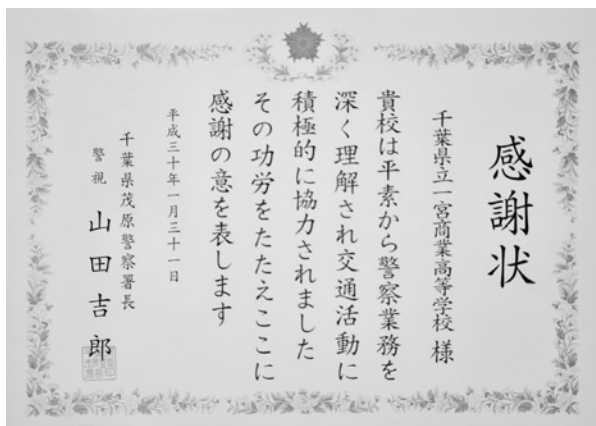 感謝状
千葉県立一宮商業高等学校 様
貴校は平素から警察業務を
深く理解され交通活動に
積極的に協力されました
その功労をたたえここに
感謝の意を表します
平成三十年一月三十一日
千葉県茂原警察署長
警視 山田吉郎